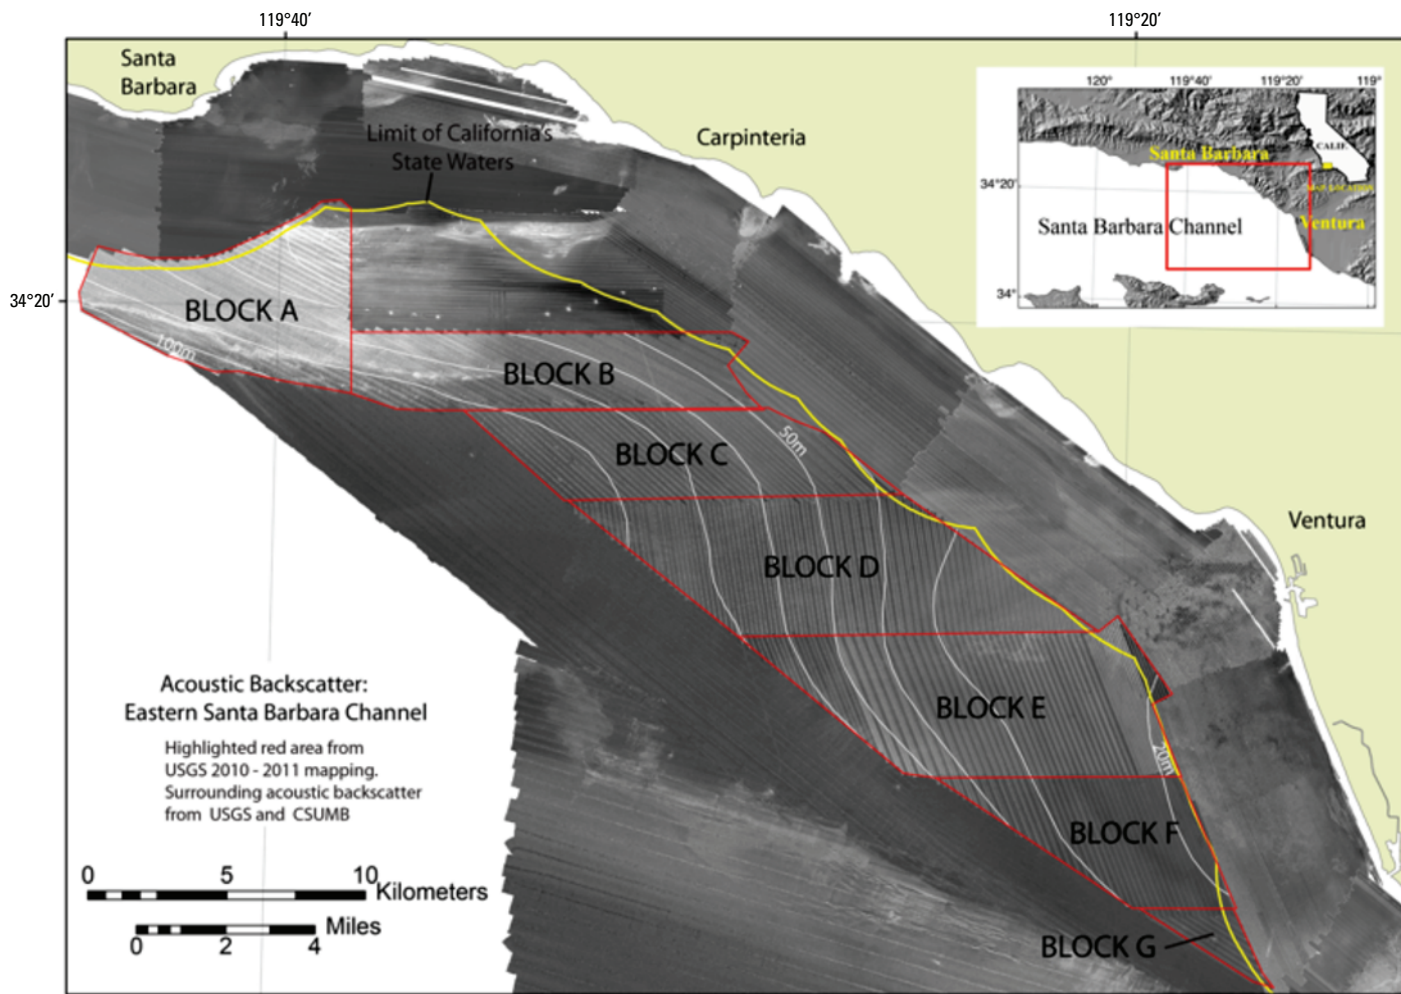 119°40’
119°20’
Santa
Barbara
Limit of California's
State Waters
Carpinteria
120°
119°40'
119°20'
119°
Santa Barbara
CALIF.
34°20'
Santa Barbara Channel
Ventura
34°
34°20’
BLOCK A
100m
BLOCK B
50m
BLOCK C
Ventura
BLOCK D
BLOCK E
20m
BLOCK F
BLOCK G
Acoustic Backscatter:
Eastern Santa Barbara Channel
Highlighted red area from
USGS 2010 - 2011 mapping.
Surrounding acoustic backscatter
from USGS and CSUMB
0 5 10
Kilometers
Miles
0 2 4